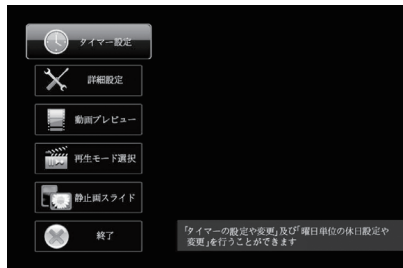 タイマー設定
詳細設定
動画プレビュー
再生モード選択
静止画スライド
終了
「タイマーの設定や変更」及び「曜日単位の休日設定や
変更」を行うことができます